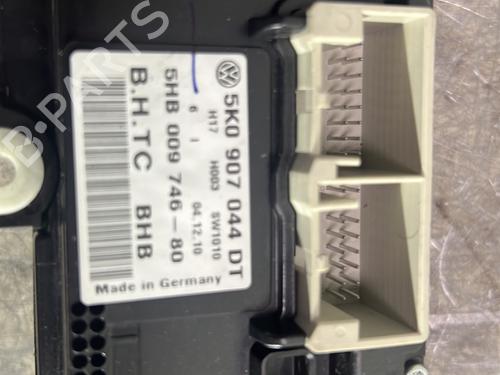 5K0 907 044 DT
H17 H003 SW1010
6 I 04.12.10
5HB 009 746-80
B.H.T.C BHB
Made in Germany
B-PARTS